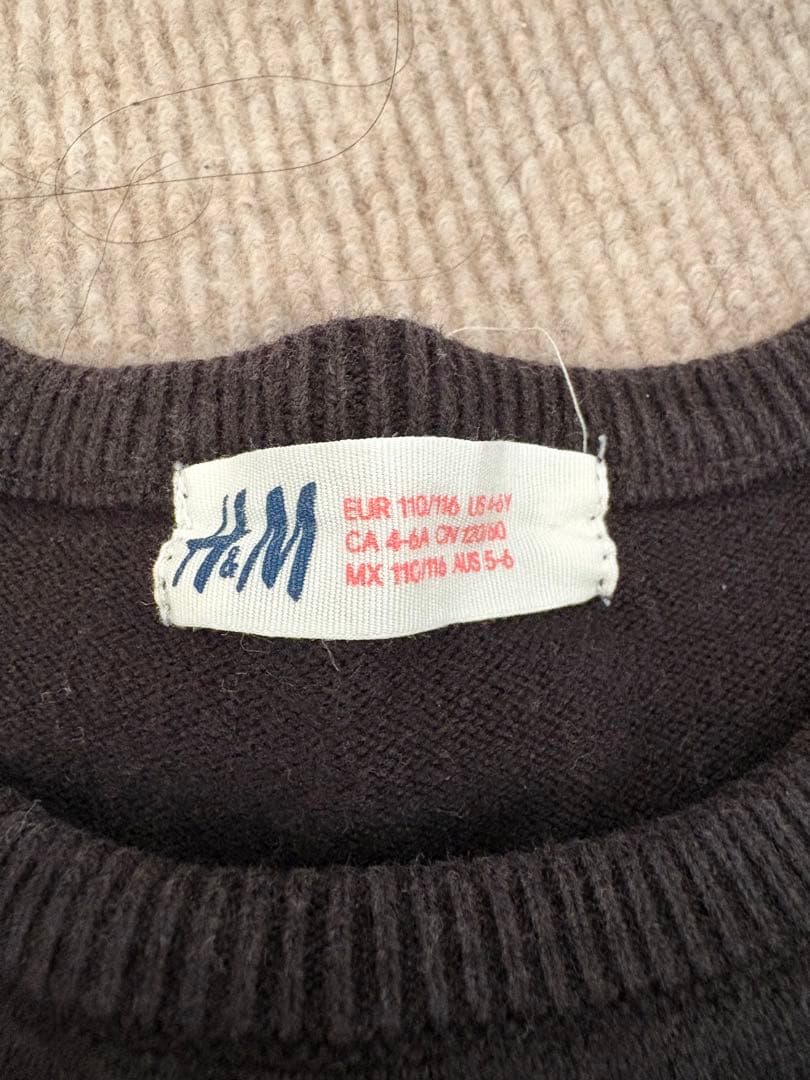 H&M
EUR 110/116 US 4-6Y
CA 4-6A CN 120/60
MX 110/116 AUS 5-6